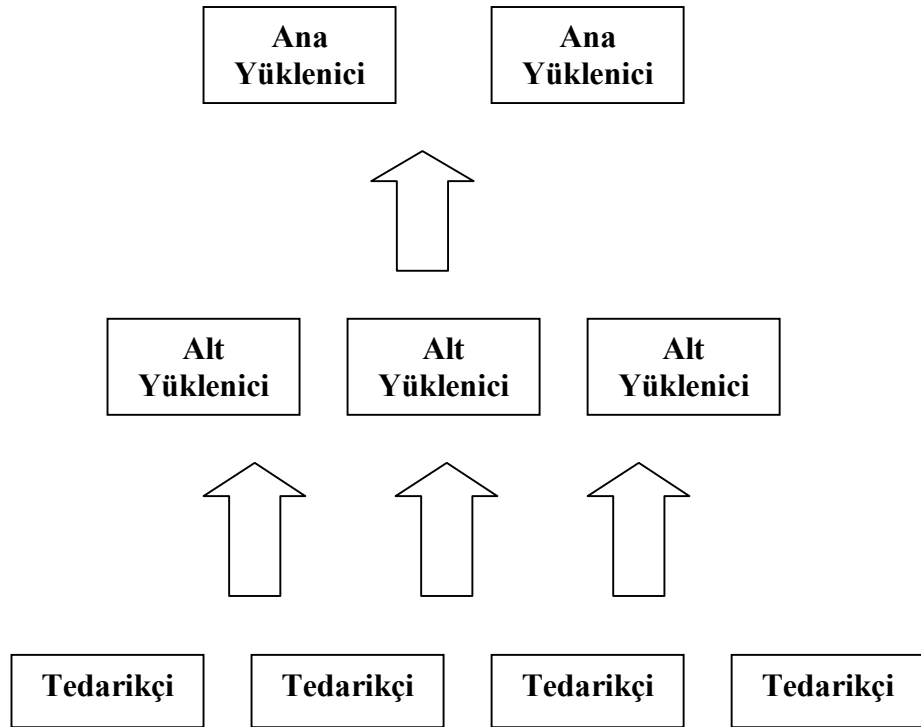 Ana
Yüklenici
Ana
Yüklenici
Alt
Yüklenici
Alt
Yüklenici
Alt
Yüklenici
Tedarikçi
Tedarikçi
Tedarikçi
Tedarikçi